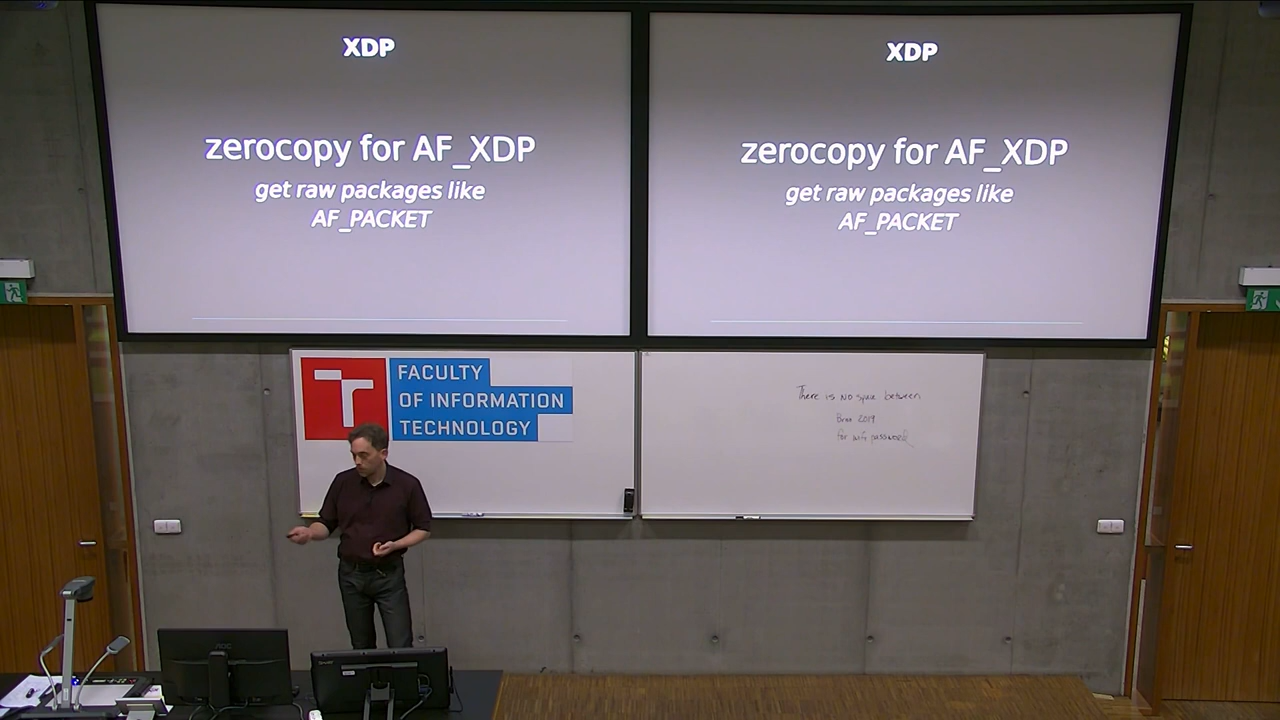 XDP
zerocopy for AF_XDP
get raw packages like
AF_PACKET
XDP
zerocopy for AF_XDP
get raw packages like
AF_PACKET
FACULTY
OF INFORMATION
TECHNOLOGY
There is NO space between
Brno 2019
for wifi password